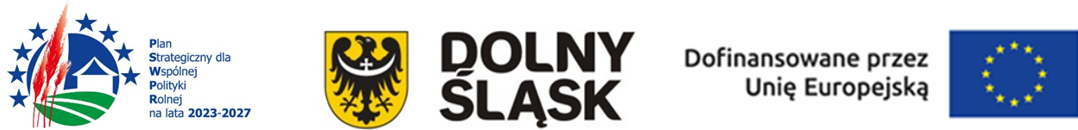 Plan
Strategiczny dla
Wspólnej
Polityki
Rolnej
na lata 2023-2027
DOLNY
ŚLĄSK
Dofinansowane przez
Unię Europejską